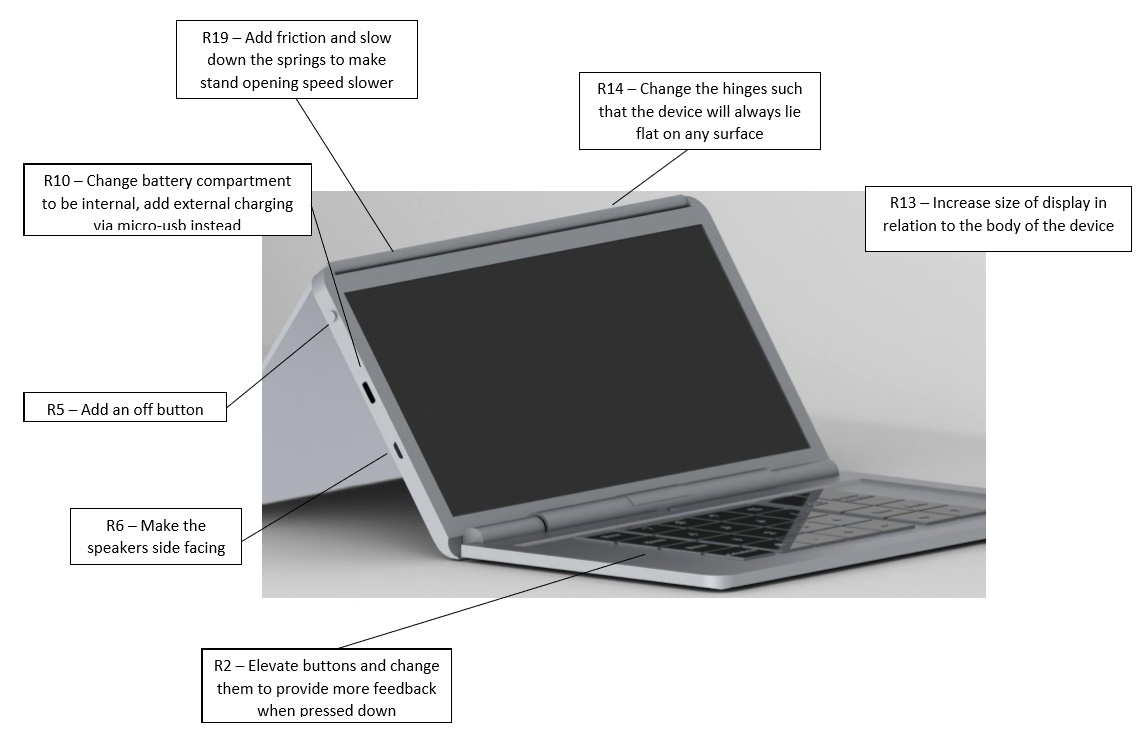 R19 – Add friction and slow
down the springs to make
stand opening speed slower
R14 – Change the hinges such
that the device will always lie
flat on any surface
R10 – Change battery compartment
to be internal, add external charging
via micro-usb instead
R13 – Increase size of display in
relation to the body of the device
R5 – Add an off button
R6 – Make the
speakers side facing
R2 – Elevate buttons and change
them to provide more feedback
when pressed down